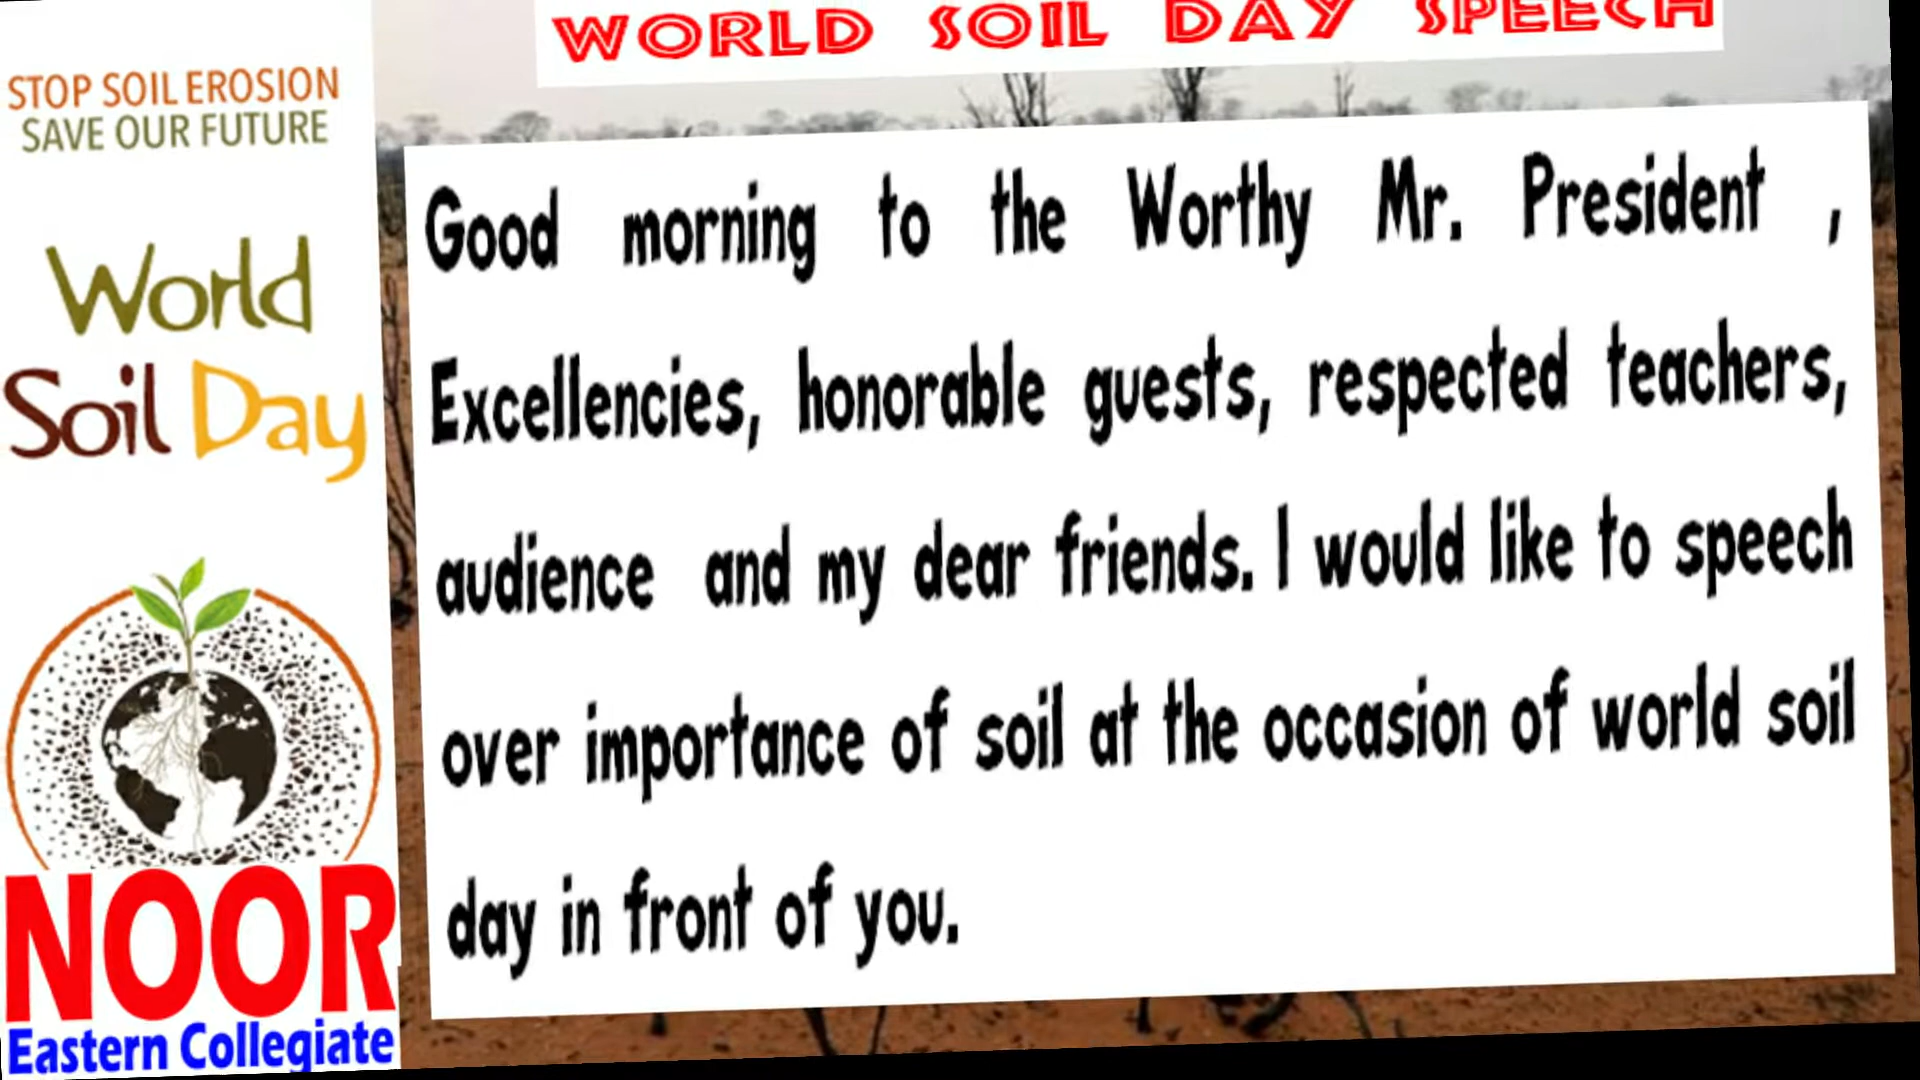 WORLD SOIL DAY SPEECH
STOP SOIL EROSION
SAVE OUR FUTURE
World
Soil Day
NOOR
Eastern Collegiate
Good morning to the Worthy Mr. President ,
Excellencies, honorable guests, respected teachers,
audience and my dear friends. I would like to speech
over importance of soil at the occasion of world soil
day in front of you.